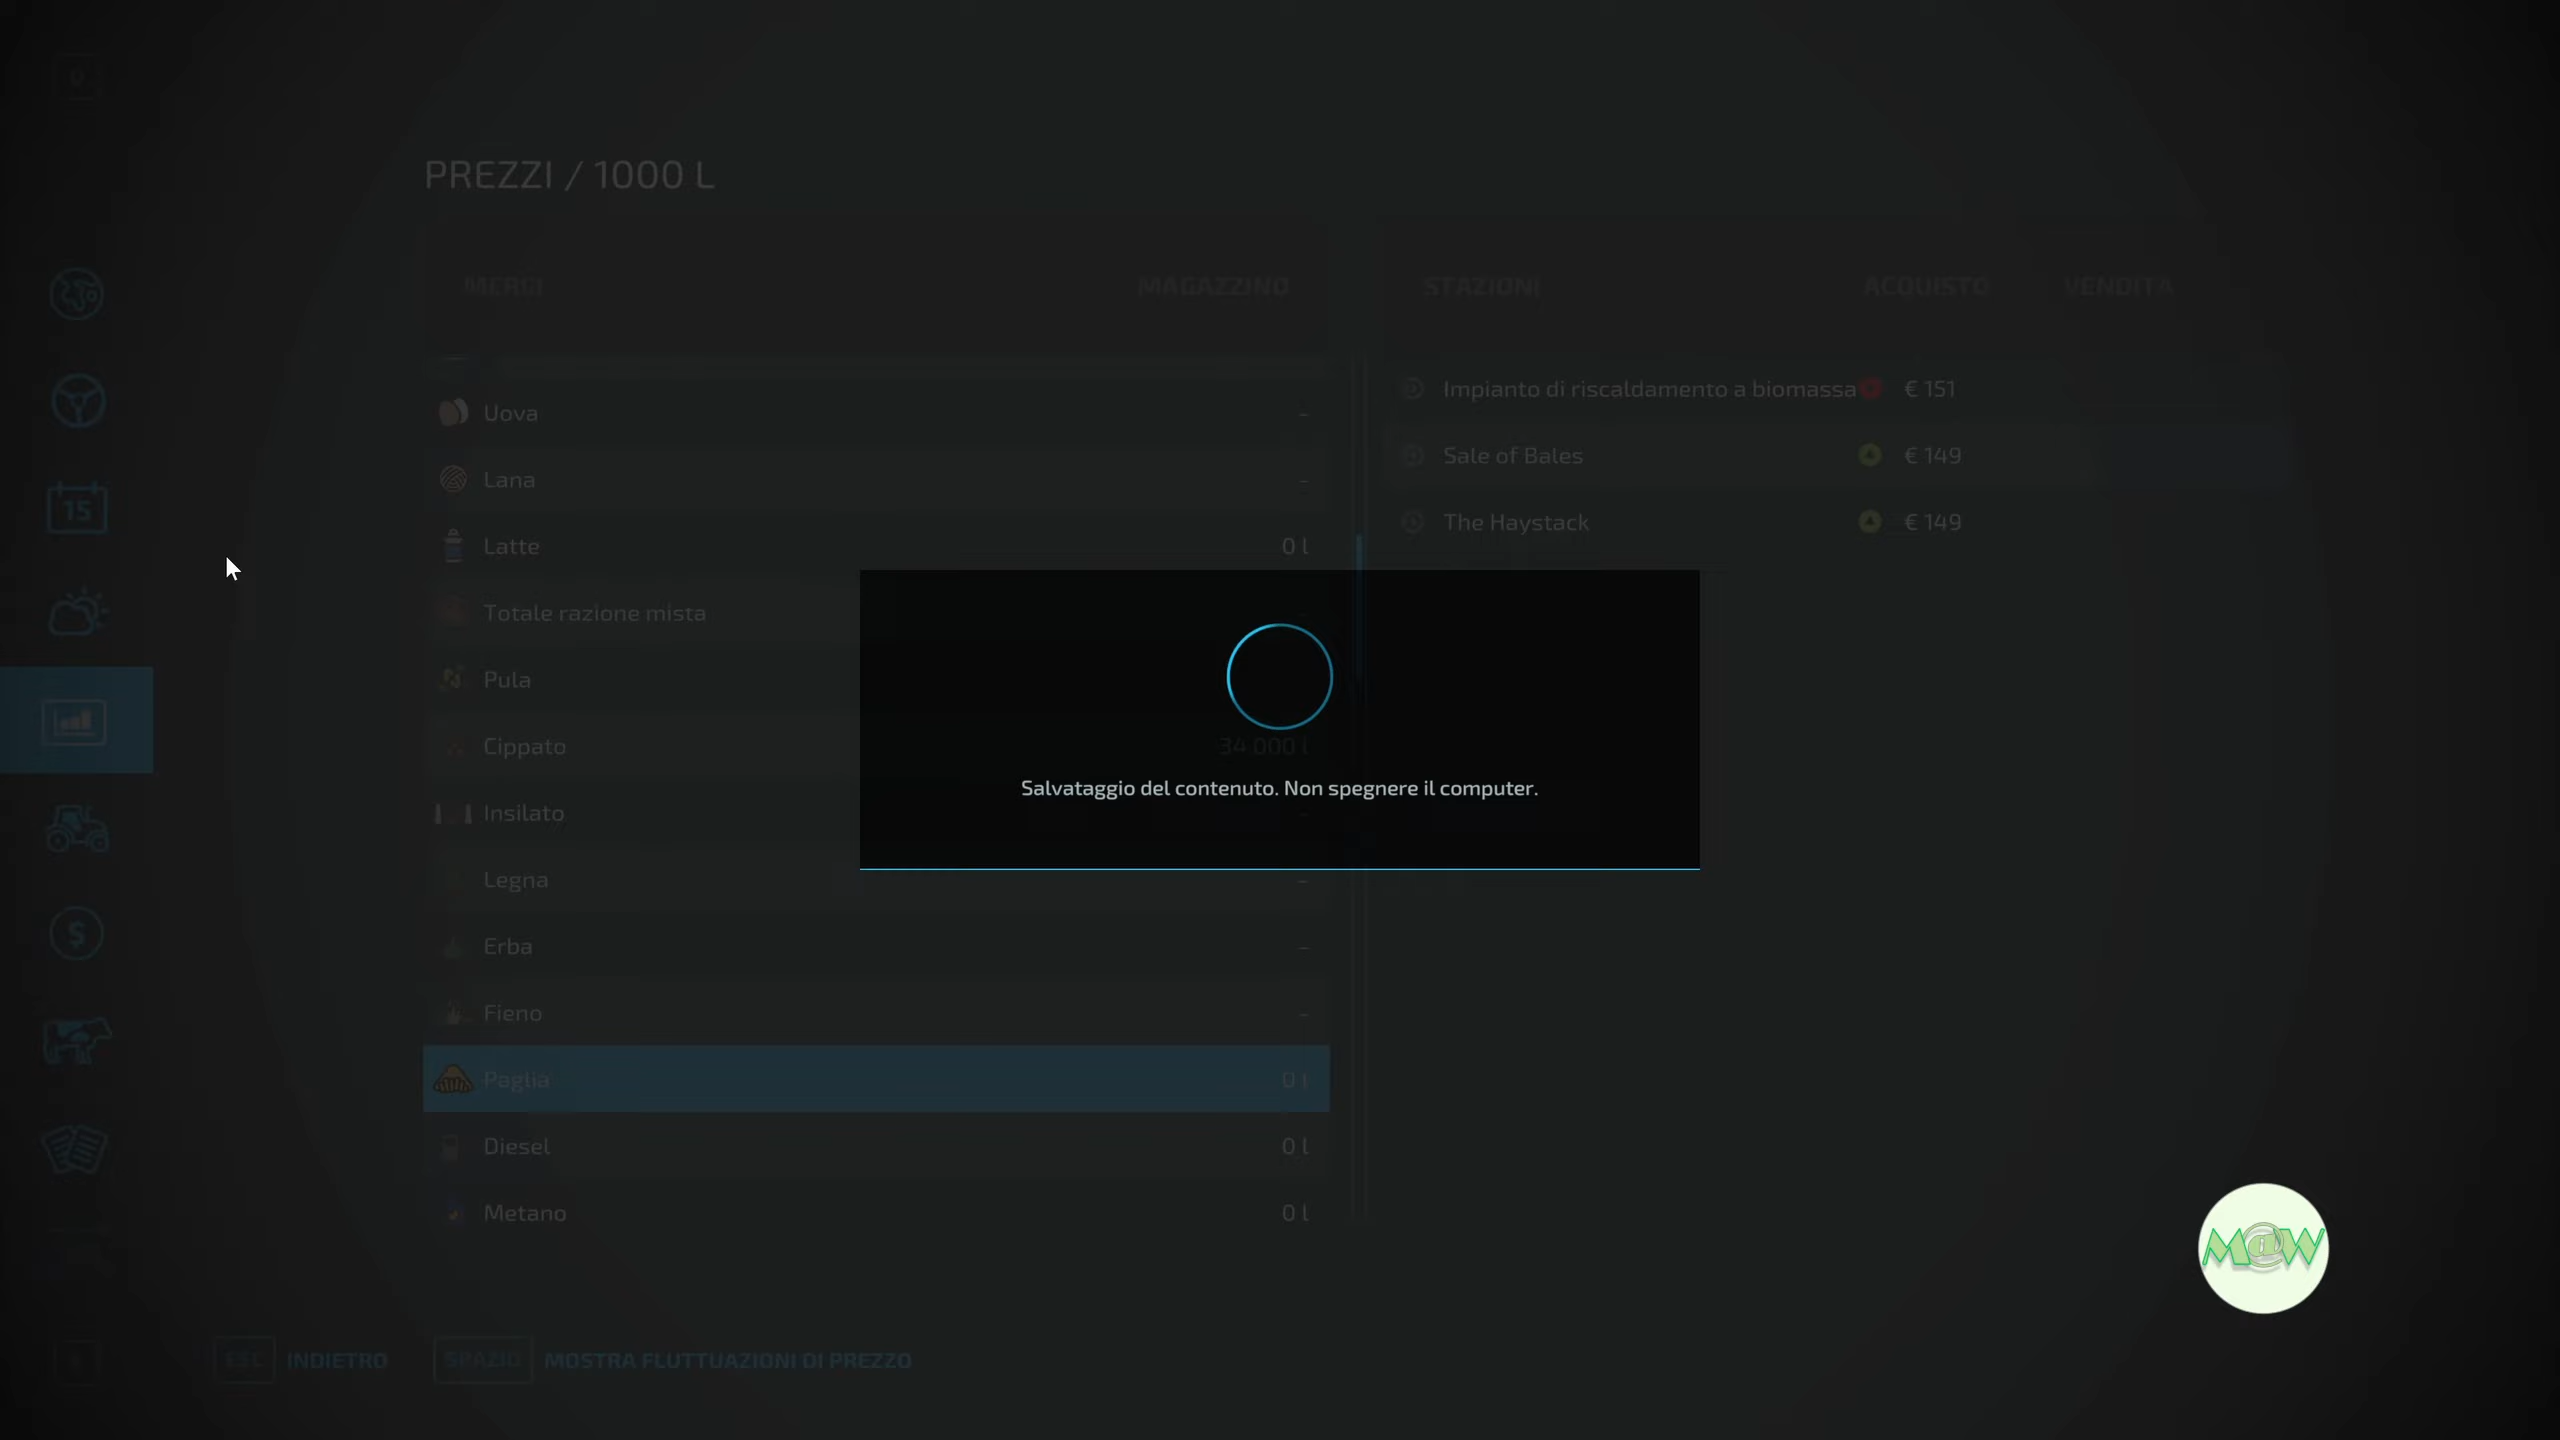 PREZZI / 1000 L
MERCI MAGAZZINO STAZIONI ACQUISTO VENDITA
Uova –
Lana –
Latte 0 l
Totale razione mista
Pula
Cippato 34 000 l
Insilato –
Legna –
Erba –
Fieno –
Paglia 0 l
Diesel 0 l
Metano 0 l
Impianto di riscaldamento a biomassa € 151
Sale of Bales € 149
The Haystack € 149
15
$
Salvataggio del contenuto. Non spegnere il computer.
ESC INDIETRO SPAZIO MOSTRA FLUTTUAZIONI DI PREZZO
M@W